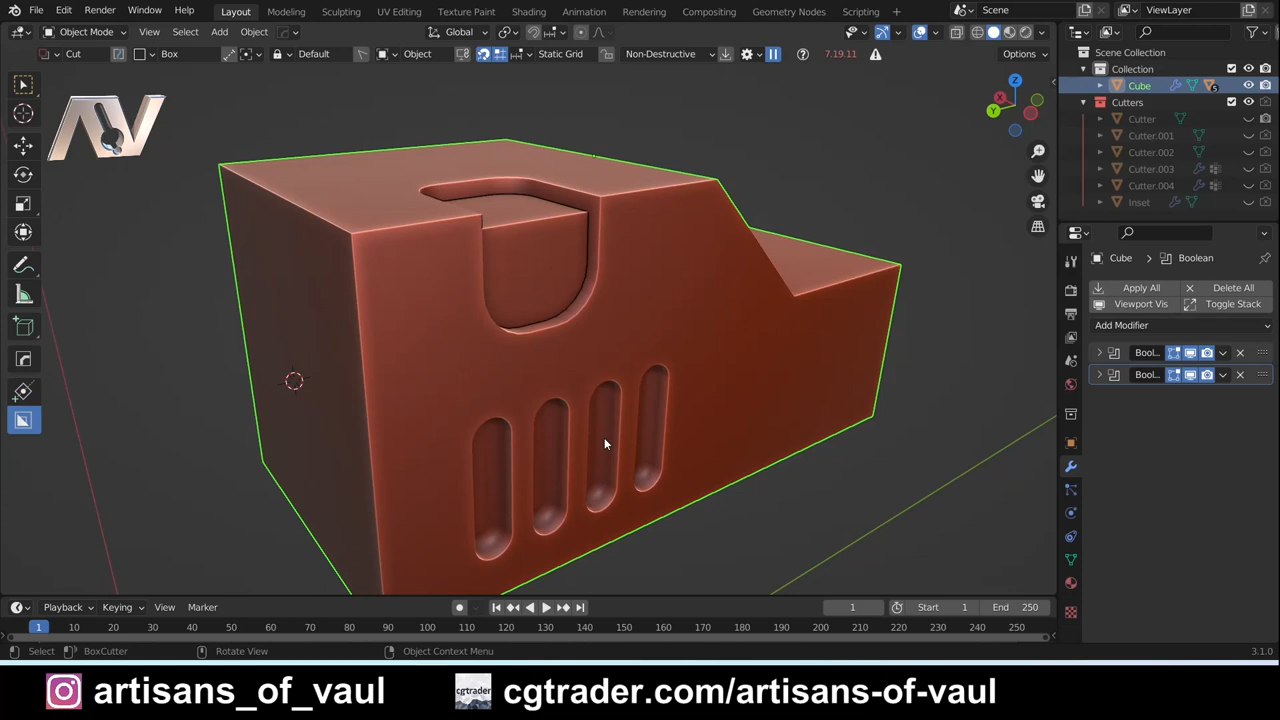 File Edit Render Window Help Layout Modeling Sculpting UV Editing Texture Paint Shading Animation Rendering Compositing Geometry Nodes Scripting + Scene ViewLayer
Object Mode View Select Add Object Global
Cut Box Default Object Static Grid Non-Destructive 7.19.11 Options
Scene Collection
Collection
Cube 5
Cutters
Cutter
Cutter.001
Cutter.002
Cutter.003
Cutter.004
Inset
AV
X
Y
Z
Cube > Boolean
Apply All Delete All
Viewport Vis Toggle Stack
Add Modifier
Bool...
Bool...
Playback Keying View Marker 1 Start 1 End 250
1 10 20 30 40 50 60 70 80 90 100 110 120 130 140 150 160 170 180 190 200 210 220 230 240 250
Select BoxCutter Rotate View Object Context Menu 3.1.0
artisans_of_vaul cgtrader cgtrader.com/artisans-of-vaul